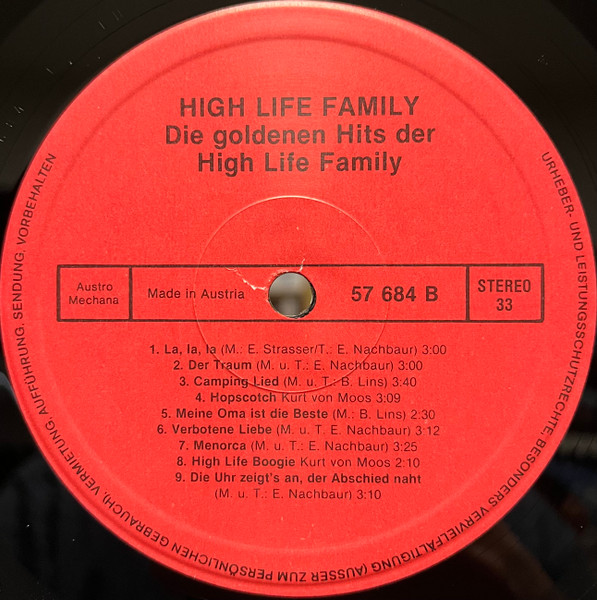 HIGH LIFE FAMILY
Die goldenen Hits der
High Life Family
Austro
Mechana
Made in Austria
57 684 B
STEREO
33
1. La, la, la (M.: E. Strasser/T.: E. Nachbaur) 3:00
2. Der Traum (M. u. T.: E. Nachbaur) 3:00
3. Camping Lied (M. u. T.: B. Lins) 3:40
4. Hopscotch Kurt von Moos 3:09
5. Meine Oma ist die Beste (M.: B. Lins) 2:30
6. Verbotene Liebe (M. u. T. E. Nachbaur) 3:12
7. Menorca (M. u. T.: E. Nachbaur) 3:25
8. High Life Boogie Kurt von Moos 2:10
9. Die Uhr zeigt's an, der Abschied naht
(M. u. T.: E. Nachbaur) 3:10
URHEBER- UND LEISTUNGSSCHUTZRECHTE, BESONDERS VERVIELFÄLTIGUNG (AUSSER ZUM PERSÖNLICHEN GEBRAUCH), VERMIETUNG, AUFFÜHRUNG, SENDUNG, VORBEHALTEN